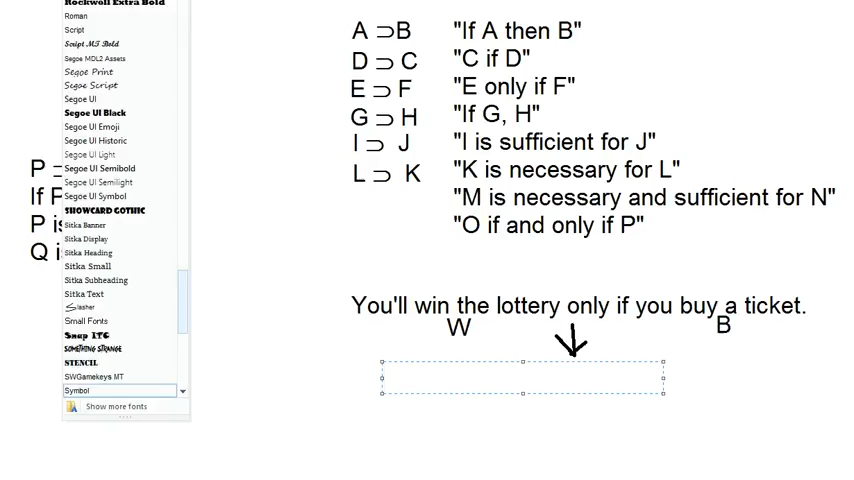 Rockwell Extra Bold
Roman
Script
Script MT Bold
Segoe MDL2 Assets
Segoe Print
Segoe Script
Segoe UI
Segoe UI Black
Segoe UI Emoji
Segoe UI Historic
Segoe UI Light
Segoe UI Semibold
Segoe UI Semilight
Segoe UI Symbol
SHOWCARD GOTHIC
Sitka Banner
Sitka Display
Sitka Heading
Sitka Small
Sitka Subheading
Sitka Text
Slasher
Small Fonts
Snap ITC
SOMETHING STRANGE
STENCIL
SWGamekeys MT
Symbol
Show more fonts
P ⊃
If P
P is
Q i
A ⊃B "If A then B"
D ⊃ C "C if D"
E ⊃ F "E only if F"
G ⊃ H "If G, H"
I ⊃ J "I is sufficient for J"
L ⊃ K "K is necessary for L"
"M is necessary and sufficient for N"
"O if and only if P"
You'll win the lottery only if you buy a ticket.
W B